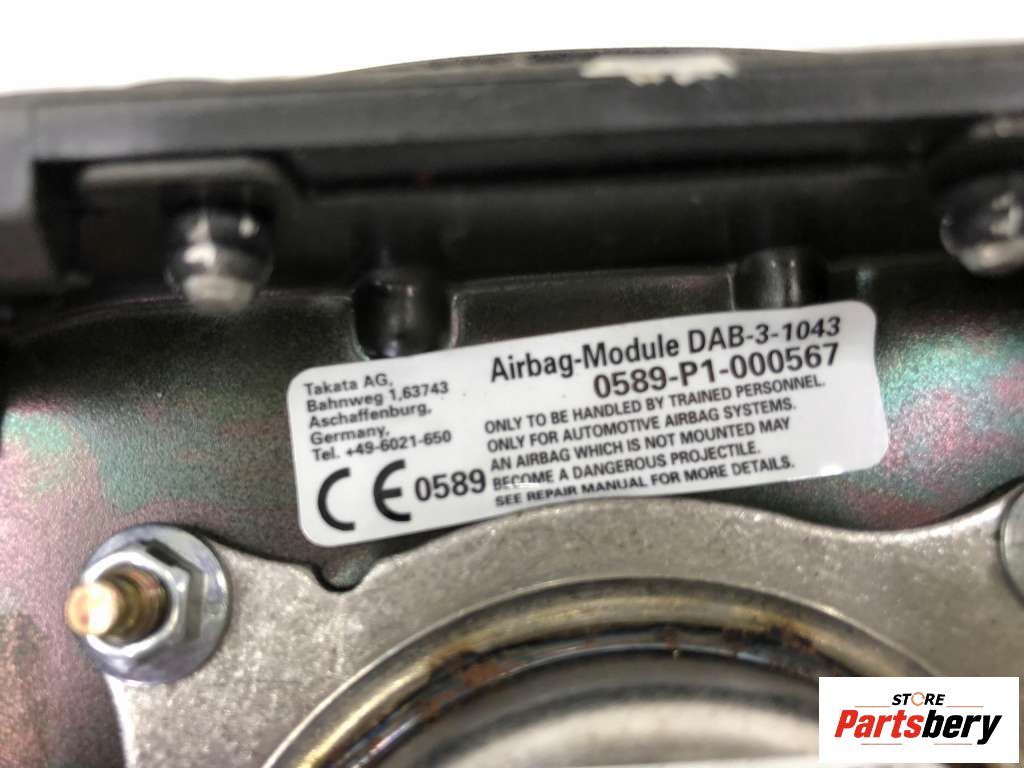 Takata AG,
Bahnweg 1,63743
Aschaffenburg,
Germany,
Tel. +49-6021-650
CE 0589
Airbag-Module DAB-3-1043
0589-P1-000567
ONLY TO BE HANDLED BY TRAINED PERSONNEL.
ONLY FOR AUTOMOTIVE AIRBAG SYSTEMS.
AN AIRBAG WHICH IS NOT MOUNTED MAY
BECOME A DANGEROUS PROJECTILE.
SEE REPAIR MANUAL FOR MORE DETAILS.
STORE
Partsbery